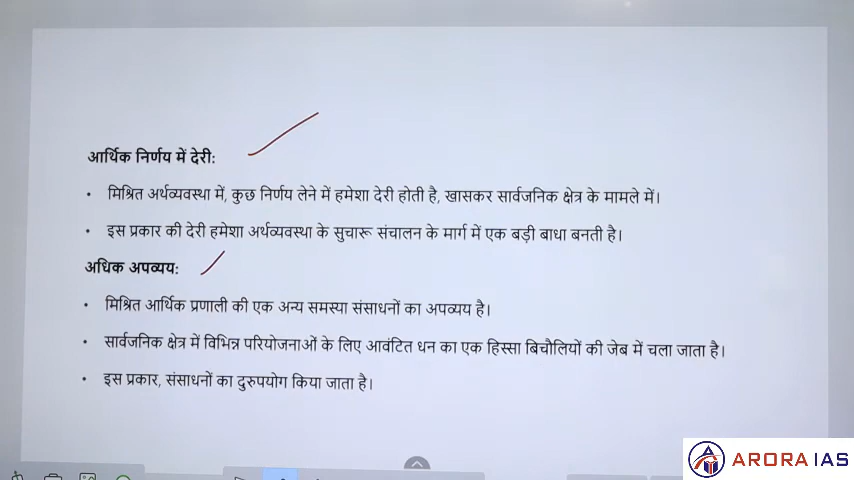 आर्थिक निर्णय में देरी:
• मिश्रित अर्थव्यवस्था में, कुछ निर्णय लेने में हमेशा देरी होती है, खासकर सार्वजनिक क्षेत्र के मामले में।
• इस प्रकार की देरी हमेशा अर्थव्यवस्था के सुचारू संचालन के मार्ग में एक बड़ी बाधा बनती है।
अधिक अपव्यय:
• मिश्रित आर्थिक प्रणाली की एक अन्य समस्या संसाधनों का अपव्यय है।
• सार्वजनिक क्षेत्र में विभिन्न परियोजनाओं के लिए आवंटित धन का एक हिस्सा बिचौलियों की जेब में चला जाता है।
• इस प्रकार, संसाधनों का दुरुपयोग किया जाता है।
ARORA IAS